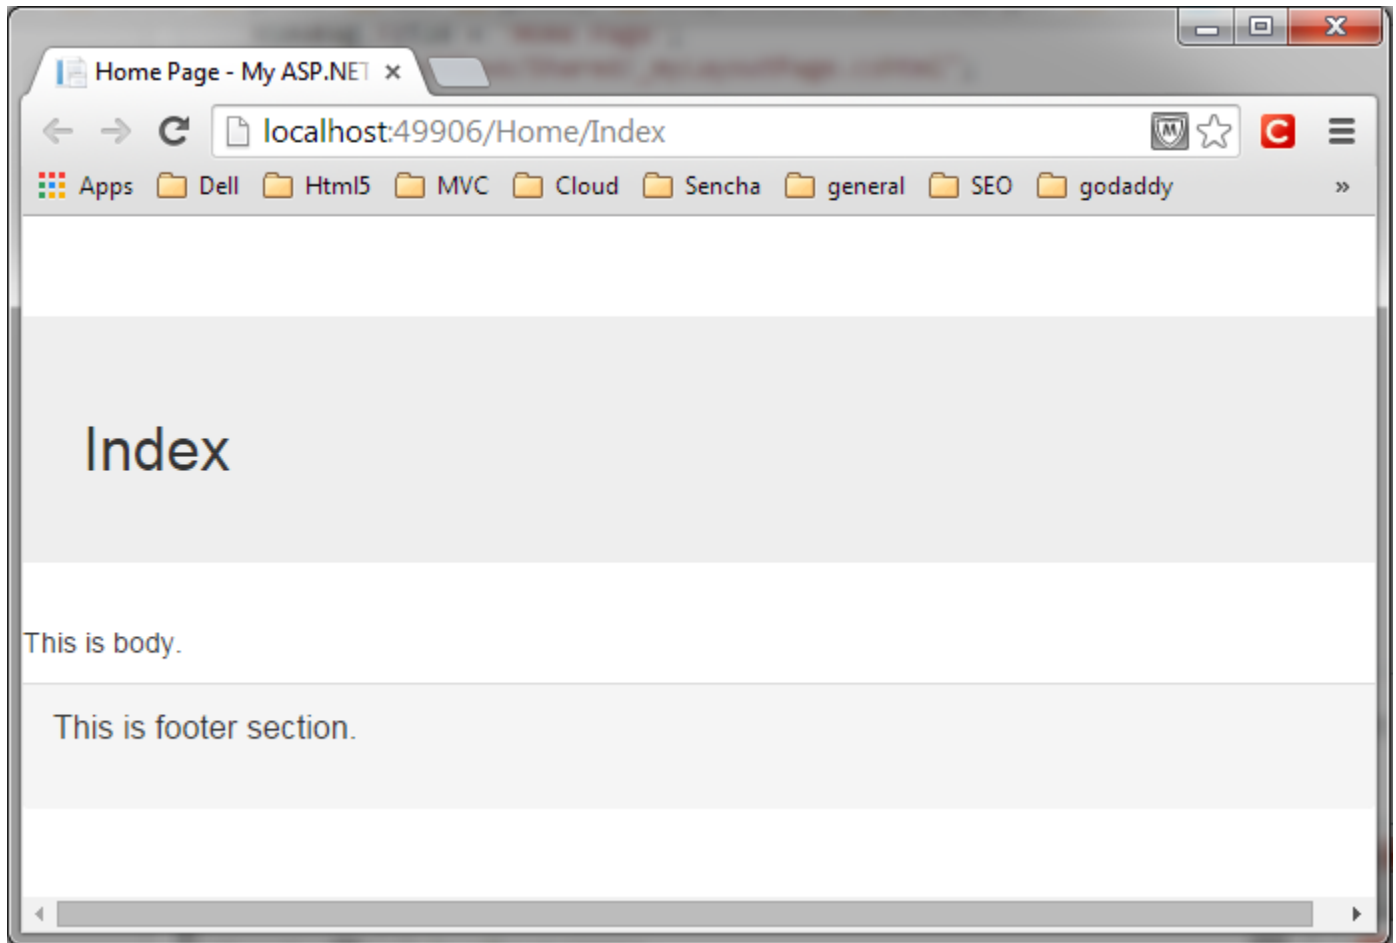 Home Page - My ASP.NET
localhost:49906/Home/Index
Apps Dell Html5 MVC Cloud Sencha general SEO godaddy »
Index
This is body.
This is footer section.